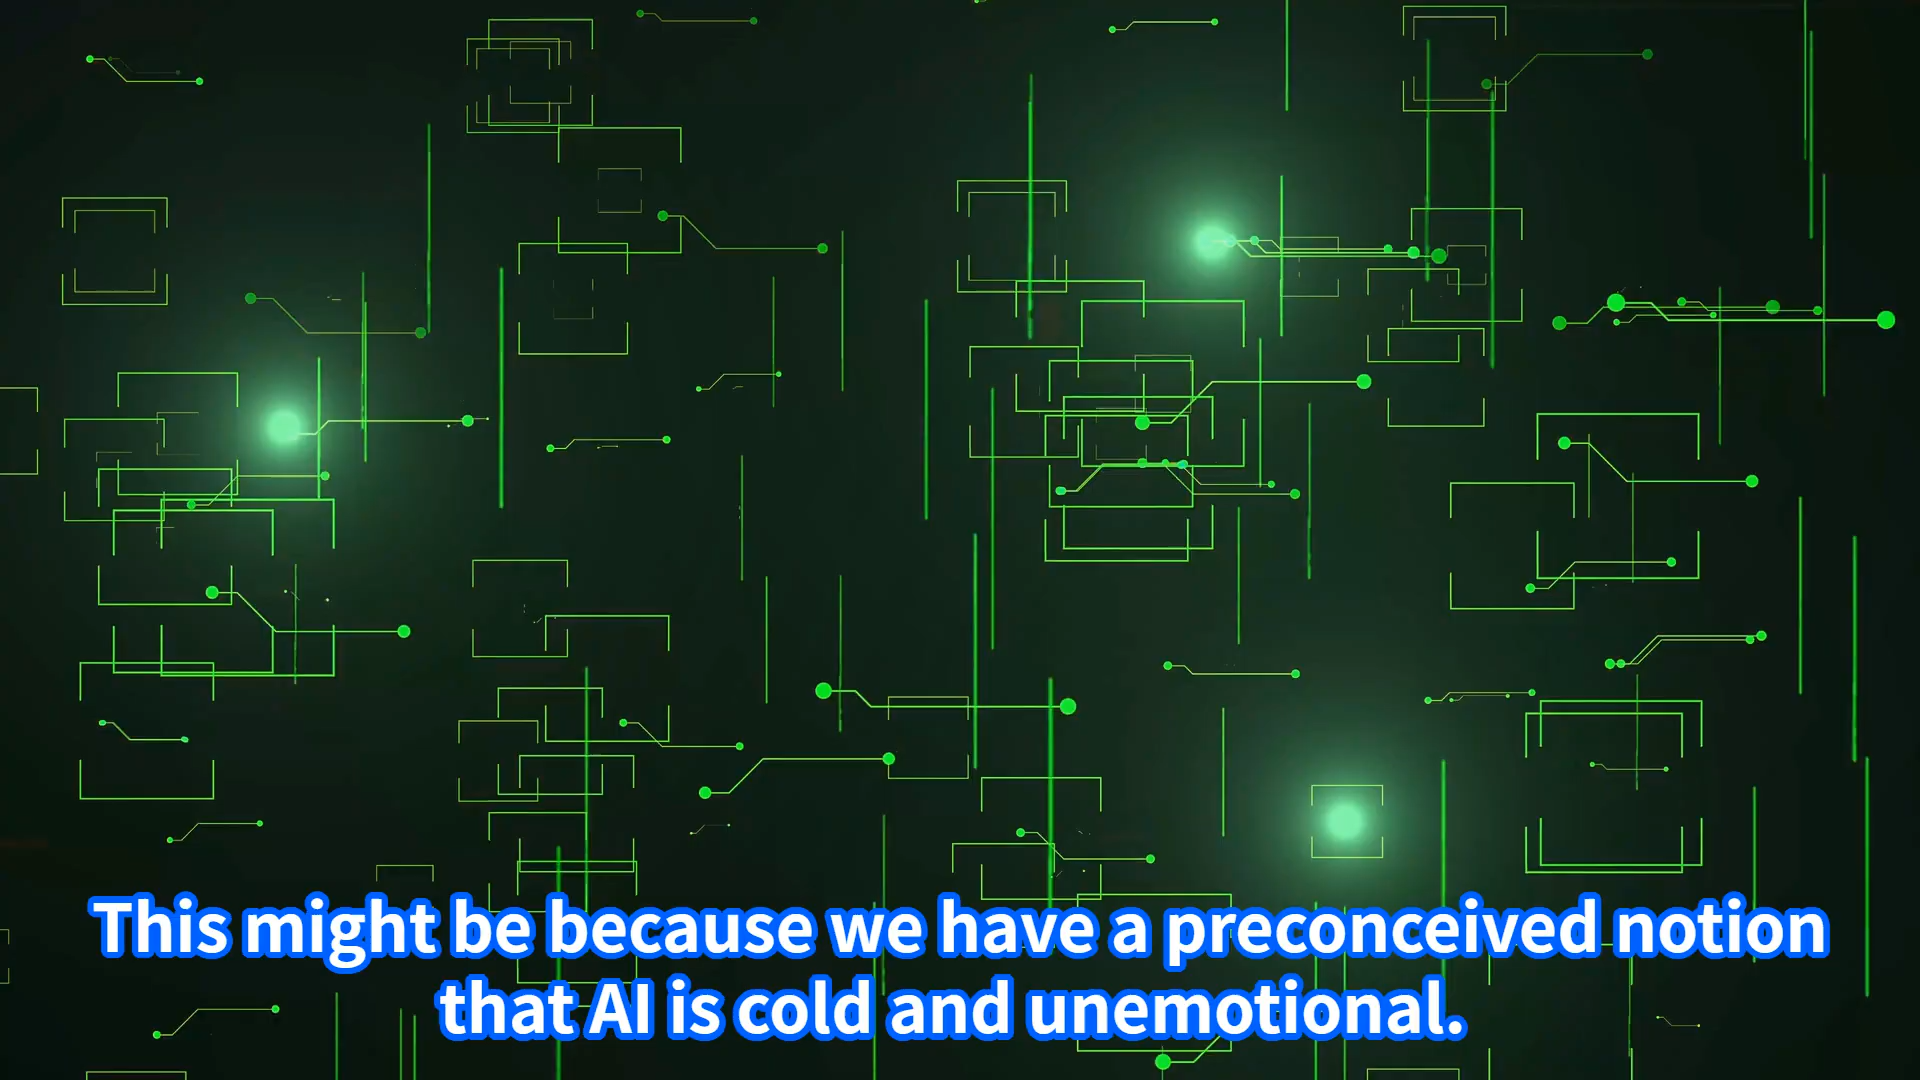 This might be because we have a preconceived notion
that AI is cold and unemotional.